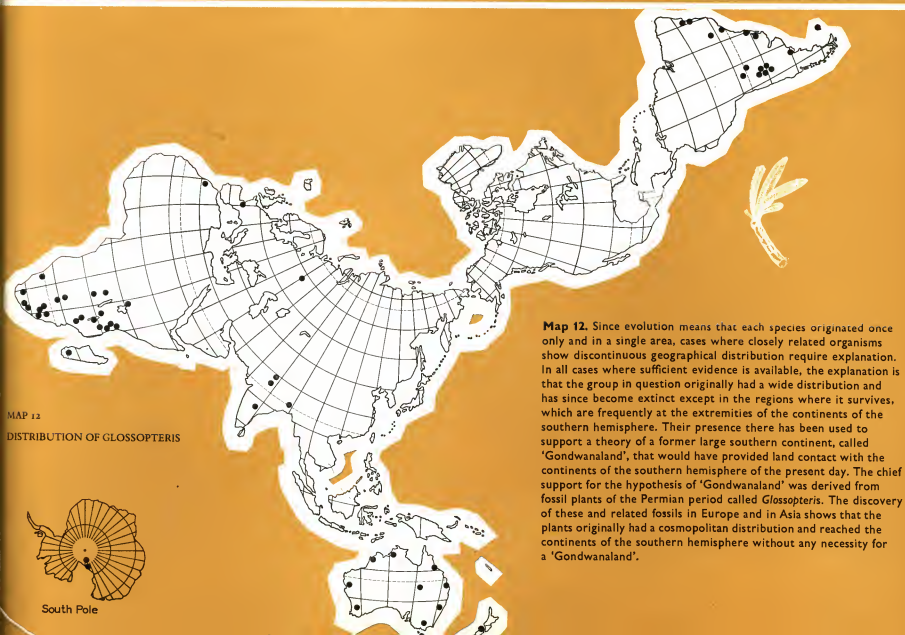 Map 12. Since evolution means that each species originated once
only and in a single area, cases where closely related organisms
show discontinuous geographical distribution require explanation.
In all cases where sufficient evidence is available, the explanation is
that the group in question originally had a wide distribution and
has since become extinct except in the regions where it survives,
which are frequently at the extremities of the continents of the
southern hemisphere. Their presence there has been used to
support a theory of a former large southern continent, called
'Gondwanaland', that would have provided land contact with the
continents of the southern hemisphere of the present day. The chief
support for the hypothesis of 'Gondwanaland' was derived from
fossil plants of the Permian period called Glossopteris. The discovery
of these and related fossils in Europe and in Asia shows that the
plants originally had a cosmopolitan distribution and reached the
continents of the southern hemisphere without any necessity for
a 'Gondwanaland'.
MAP 12
DISTRIBUTION OF GLOSSOPTERIS
South Pole